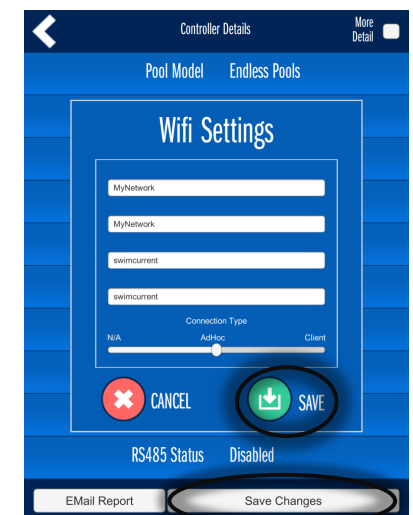 Controller Details
More
Detail
Pool Model Endless Pools
Wifi Settings
MyNetwork
MyNetwork
swimcurrent
swimcurrent
Connection Type
N/A AdHoc Client
CANCEL SAVE
RS485 Status Disabled
EMail Report Save Changes